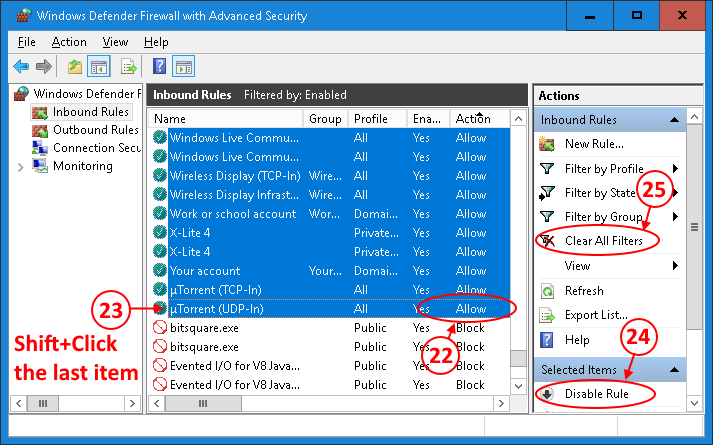 Windows Defender Firewall with Advanced Security
File Action View Help
Windows Defender F
Inbound Rules
Outbound Rules
Connection Secu
Monitoring
Inbound Rules Filtered by: Enabled
Name Group Profile Ena... Action
Windows Live Commu... All Yes Allow
Windows Live Commu... All Yes Allow
Wireless Display (TCP-In) Wire... All Yes Allow
Wireless Display Infrast... Wire... All Yes Allow
Work or school account Wor... Domai... Yes Allow
X-Lite 4 Private... Yes Allow
X-Lite 4 Private... Yes Allow
Your account Your... Domai... Yes Allow
µTorrent (TCP-In) All Yes Allow
µTorrent (UDP-In) All Yes Allow
bitsquare.exe Public Yes Block
bitsquare.exe Public Yes Block
Evented I/O for V8 Java... Public Yes Block
Evented I/O for V8 Java... Public Yes Block
23
22
Shift+Click
the last item
Actions
Inbound Rules
New Rule...
Filter by Profile
Filter by State
25
Filter by Group
Clear All Filters
View
Refresh
Export List...
Help
24
Selected Items
Disable Rule